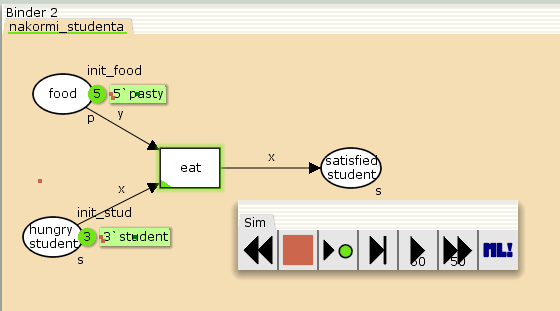 Binder 2
nakormi_studenta
init_food
food
5
5`pasty
p
y
eat
x
satisfied
student
s
x
init_stud
hungry
student
3
3`student
s
Sim
50
50
ML!